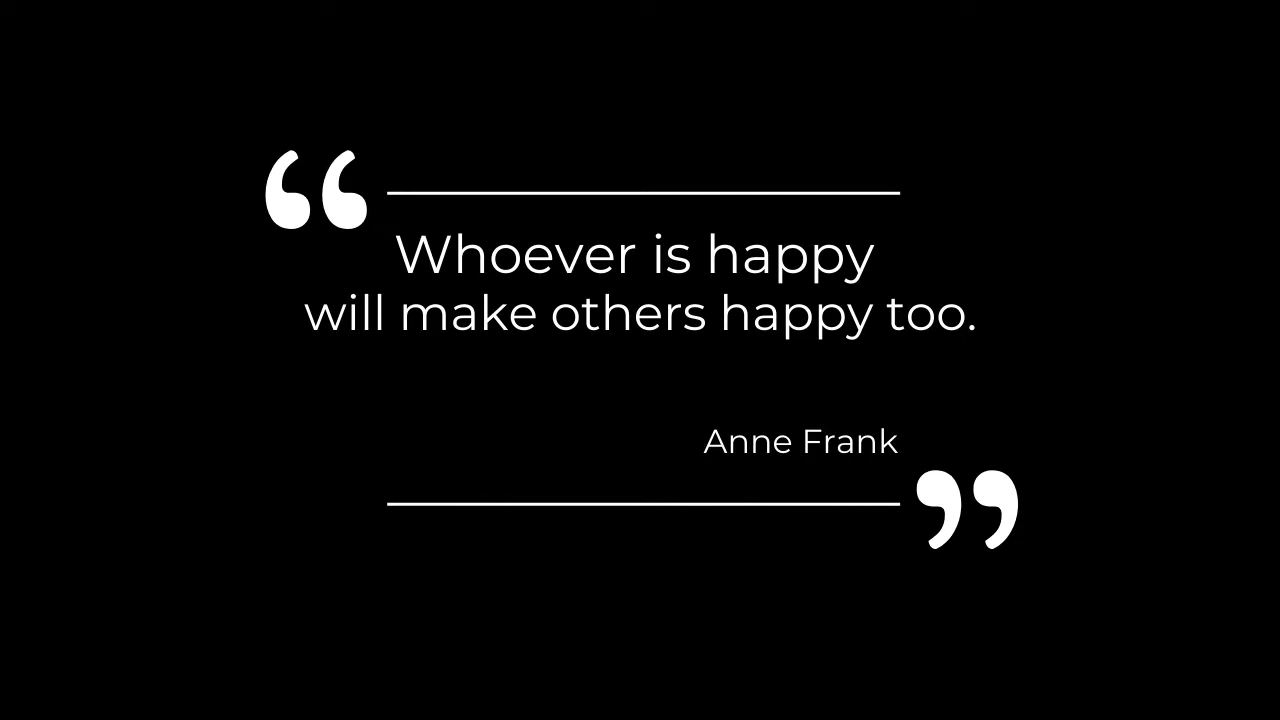 “
Whoever is happy
will make others happy too.
Anne Frank
”